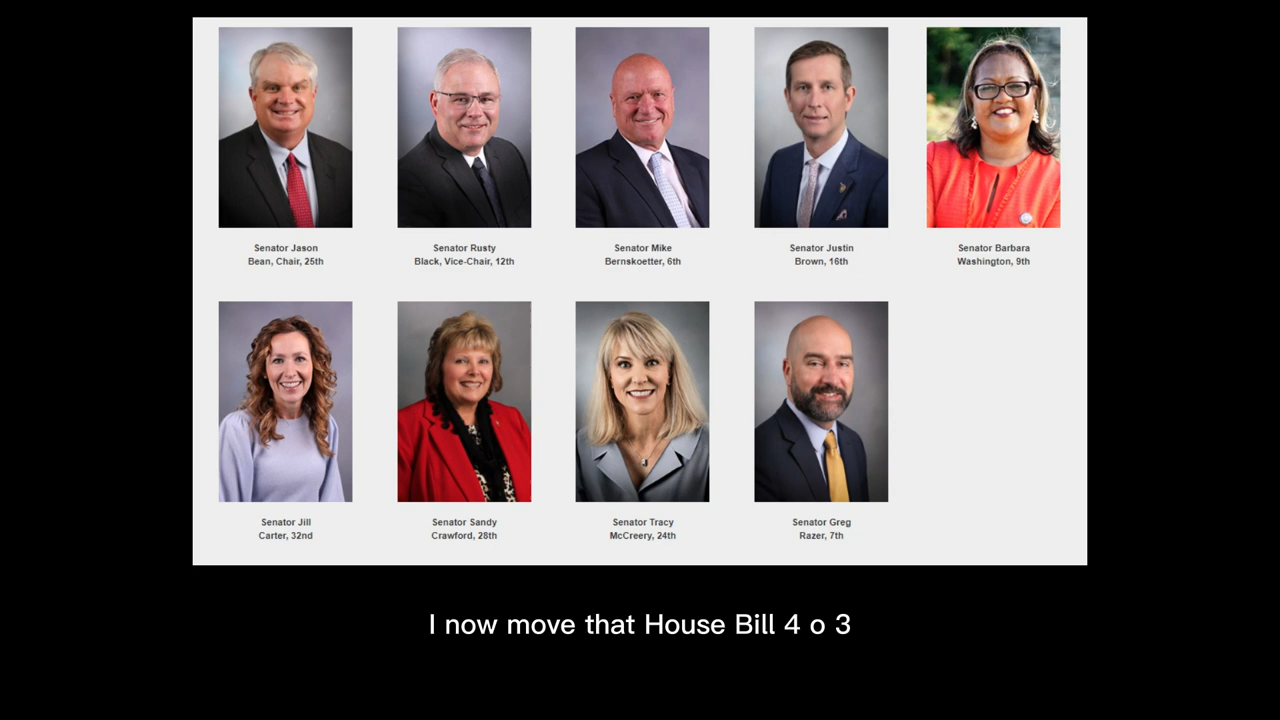 Senator Jason
Bean, Chair, 25th
Senator Rusty
Black, Vice-Chair, 12th
Senator Mike
Bernskoetter, 6th
Senator Justin
Brown, 16th
Senator Barbara
Washington, 9th
Senator Jill
Carter, 32nd
Senator Sandy
Crawford, 28th
Senator Tracy
McCreery, 24th
Senator Greg
Razer, 7th
I now move that House Bill 4 o 3